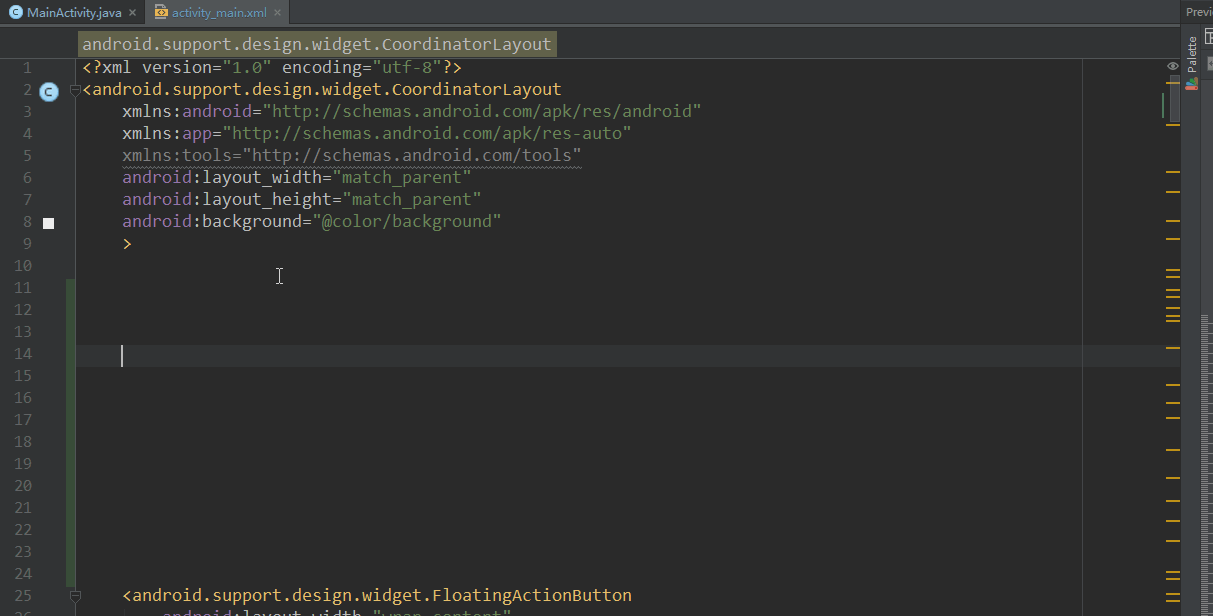 MainActivity.java
activity_main.xml
Previ
android.support.design.widget.CoordinatorLayout
Palette
1 <?xml version="1.0" encoding="utf-8"?>
2 <android.support.design.widget.CoordinatorLayout
3 xmlns:android="http://schemas.android.com/apk/res/android"
4 xmlns:app="http://schemas.android.com/apk/res-auto"
5 xmlns:tools="http://schemas.android.com/tools"
6 android:layout_width="match_parent"
7 android:layout_height="match_parent"
8 android:background="@color/background"
9 >
10
11
12
13
14
15
16
17
18
19
20
21
22
23
24
25 <android.support.design.widget.FloatingActionButton
26 android:layout_width="wrap_content"